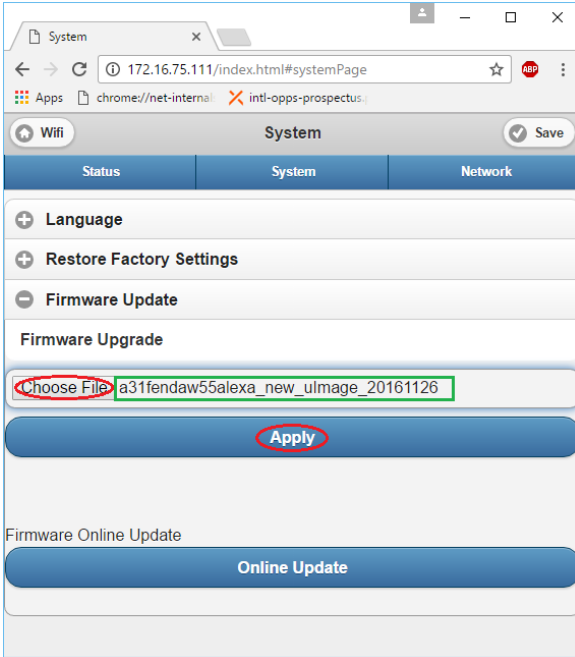 System
172.16.75.111/index.html#systemPage
ABP
Apps chrome://net-internal intl-opps-prospectus.
Wifi System Save
Status System Network
Language
Restore Factory Settings
Firmware Update
Firmware Upgrade
Choose File a31fendaw55alexa_new_uImage_20161126
Apply
Firmware Online Update
Online Update